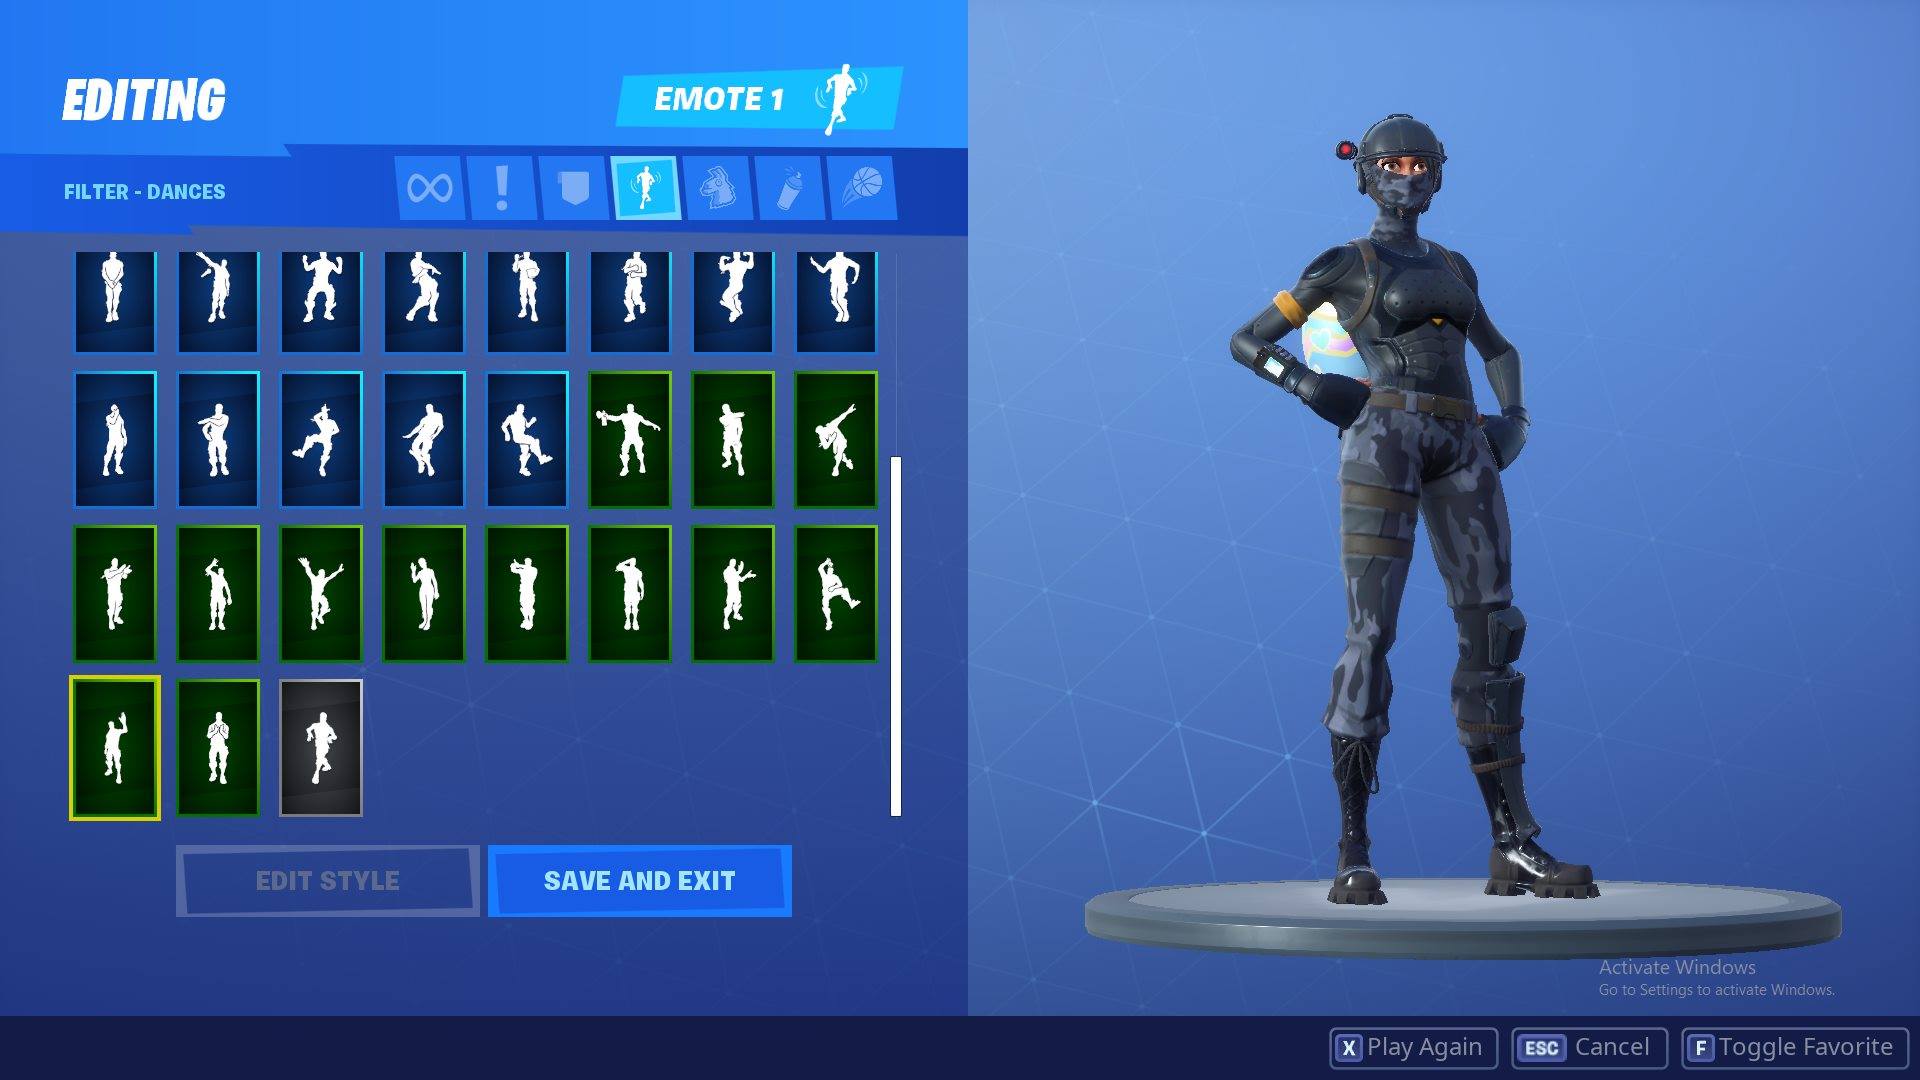 EDITING
EMOTE 1
FILTER - DANCES
EDIT STYLE
SAVE AND EXIT
Activate Windows
Go to Settings to activate Windows.
X Play Again
ESC Cancel
F Toggle Favorite